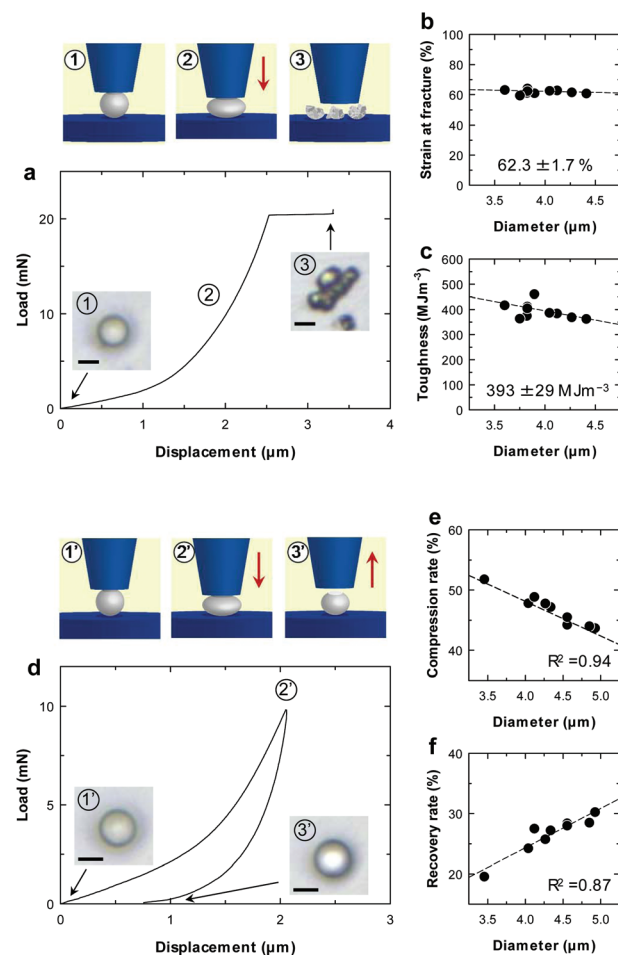 ① ② ③
a
Load (mN)
20
10
0
0 1 2 3 4
Displacement (μm)
①
②
③
b
Strain at fracture (%)
100
80
60
40
20
0
62.3 ±1.7 %
3.5 4.0 4.5
Diameter (μm)
c
Toughness (MJm⁻³)
600
500
400
300
200
100
0
393 ±29 MJm⁻³
3.5 4.0 4.5
Diameter (μm)
1' 2' 3'
d
Load (mN)
10
5
0
0 1 2 3
Displacement (μm)
1'
2'
3'
e
Compression rate (%)
60
50
40
R² =0.94
3.5 4.0 4.5 5.0
Diameter (μm)
f
Recovery rate (%)
40
30
20
R² =0.87
3.5 4.0 4.5 5.0
Diameter (μm)